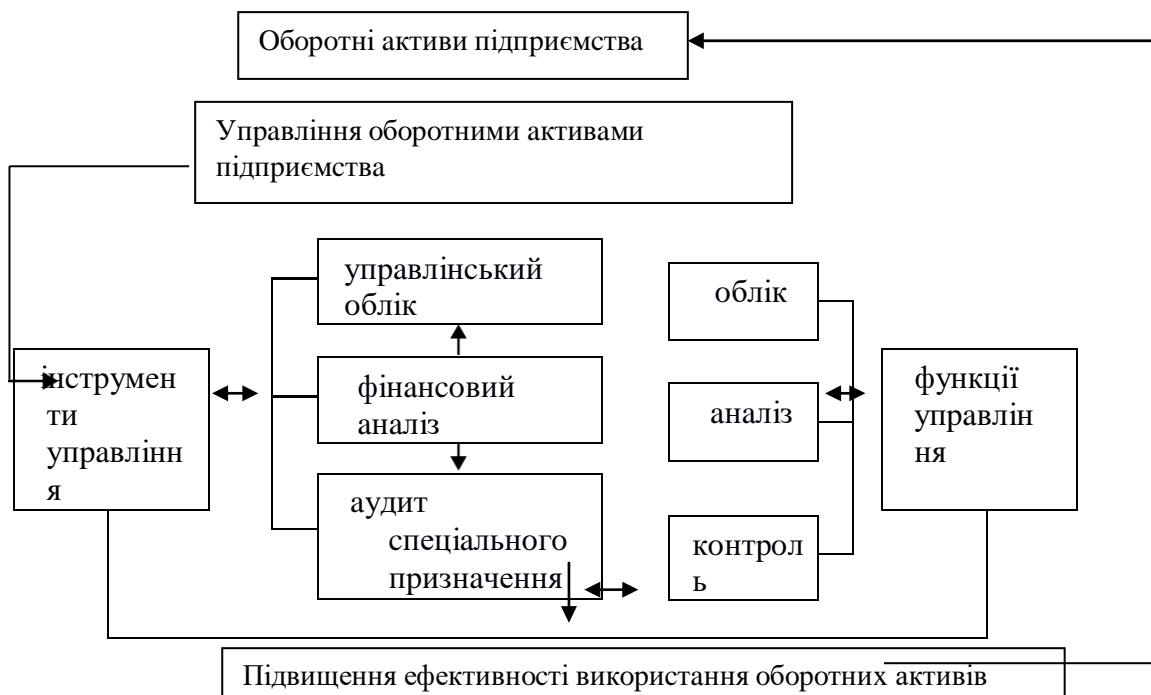 Оборотні активи підприємства
Управління оборотними активами
підприємства
управлінський
облік
облік
інструмен
ти
управлінн
я
фінансовий
аналіз
аналіз
функції
управлін
ня
аудит
спеціального
призначення
контрол
ь
Підвищення ефективності використання оборотних активів